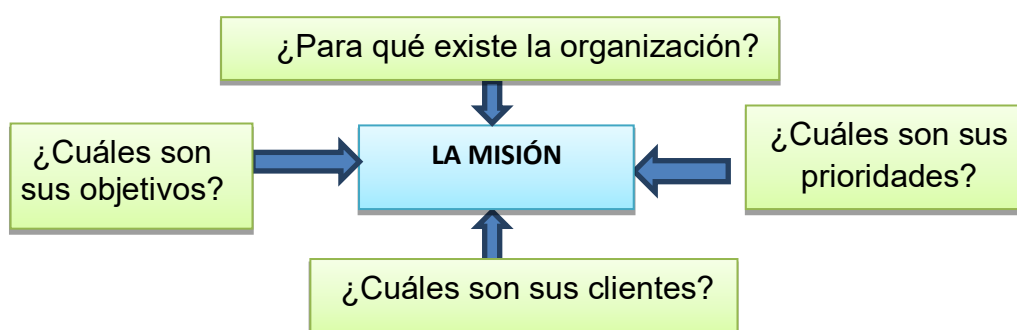 ¿Para qué existe la organización?
¿Cuáles son
sus objetivos?
LA MISIÓN
¿Cuáles son sus
prioridades?
¿Cuáles son sus clientes?